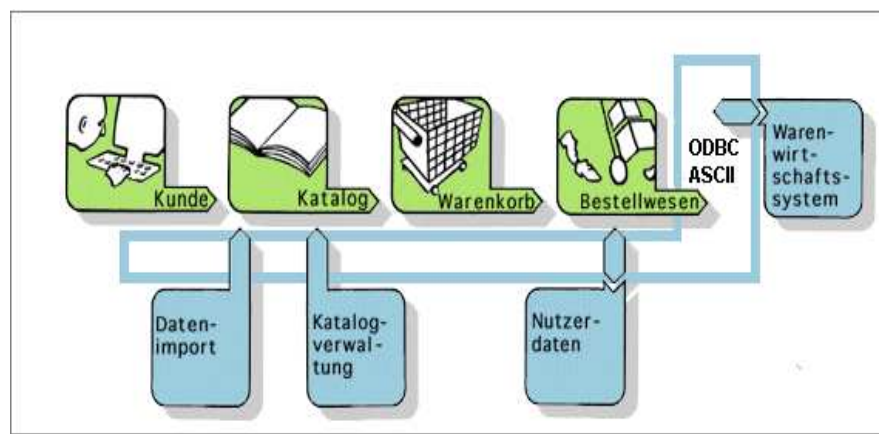 Kunde
Katalog
Warenkorb
Bestellwesen
ODBC
ASCII
Waren-
wirt-
schafts-
system
Daten-
import
Katalog-
verwal-
tung
Nutzer-
daten